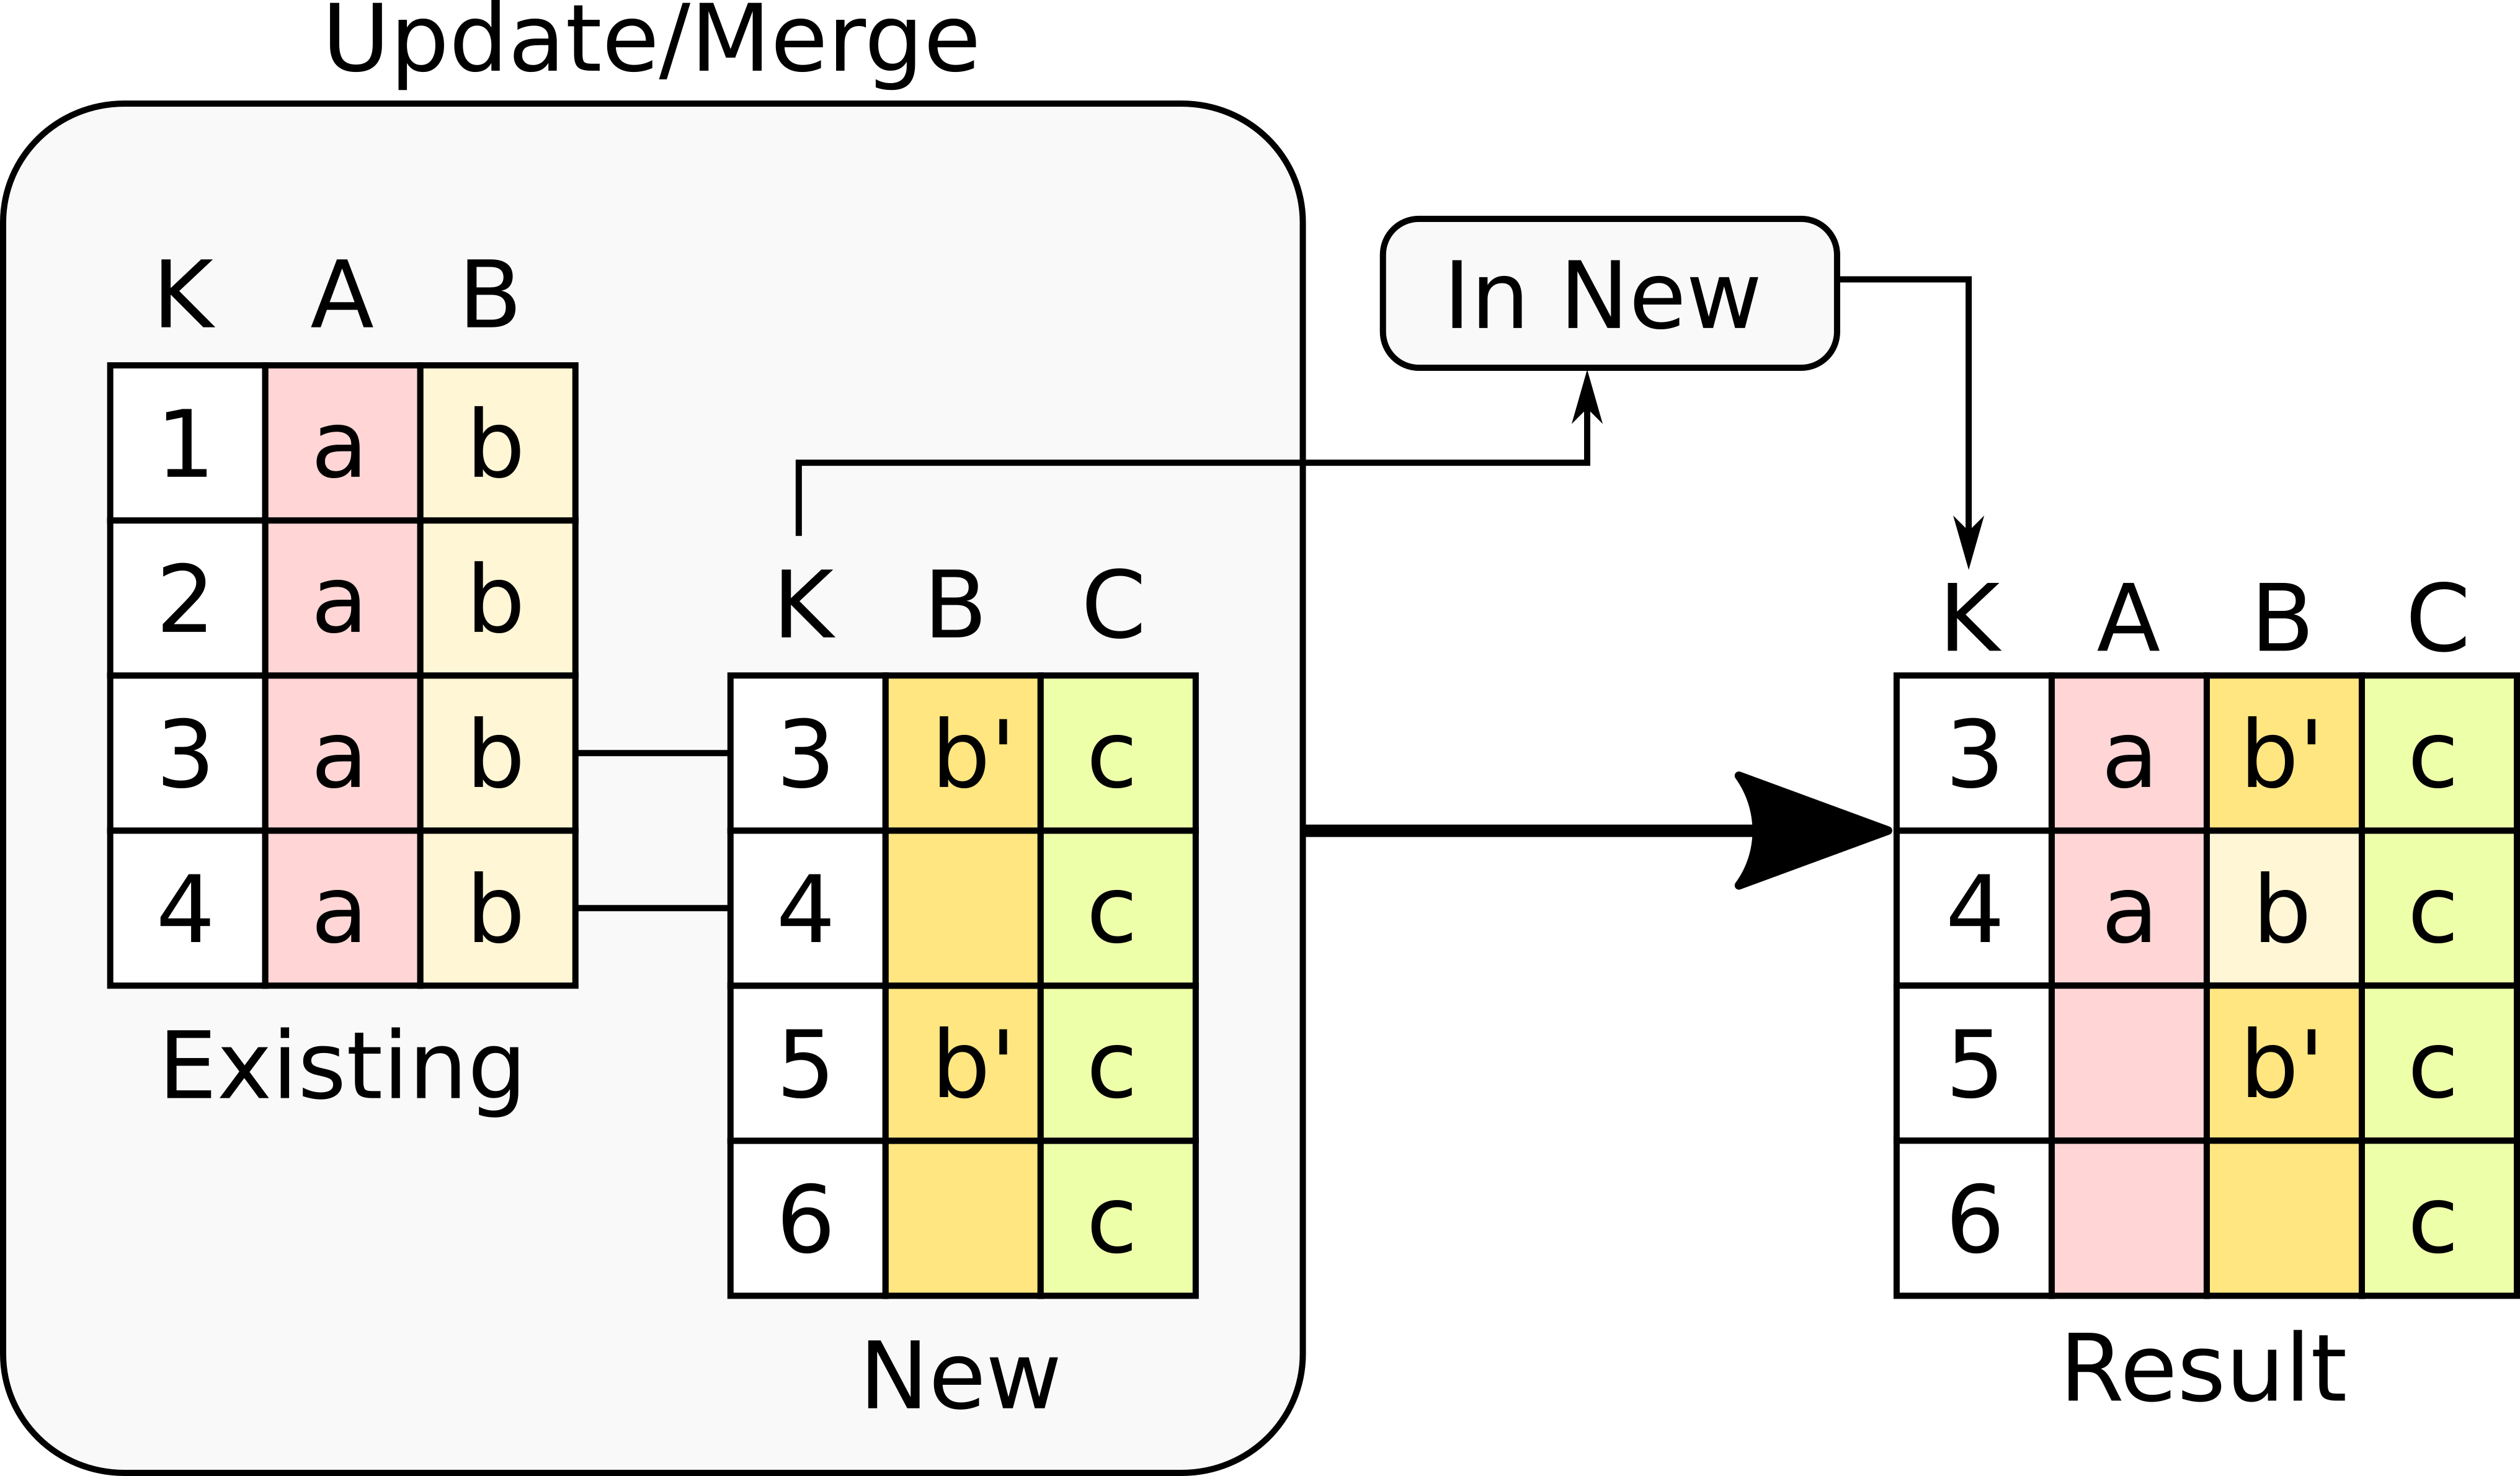 Update/Merge
K A B
1 a b
2 a b
3 a b
4 a b
Existing
K B C
3 b' c
4 c
5 b' c
6 c
New
In New
K A B C
3 a b' c
4 a b c
5 b' c
6 c
Result